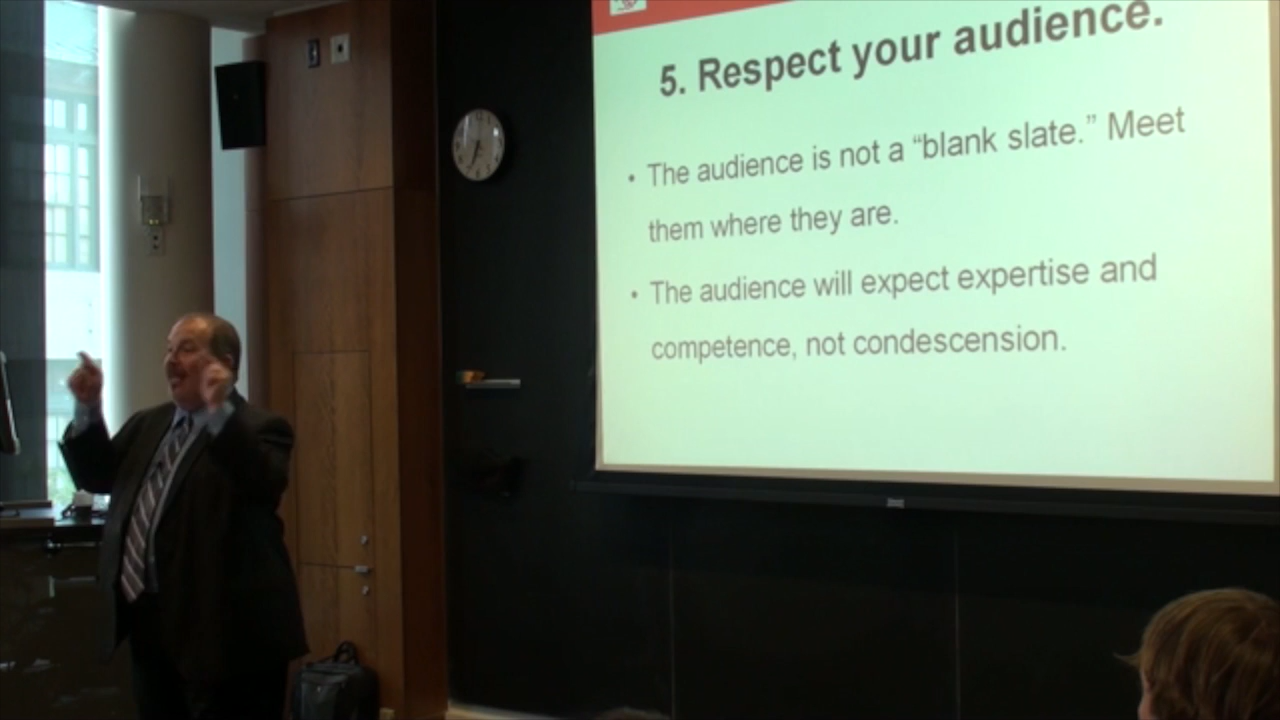 5. Respect your audience.
• The audience is not a “blank slate.” Meet
them where they are.
• The audience will expect expertise and
competence, not condescension.